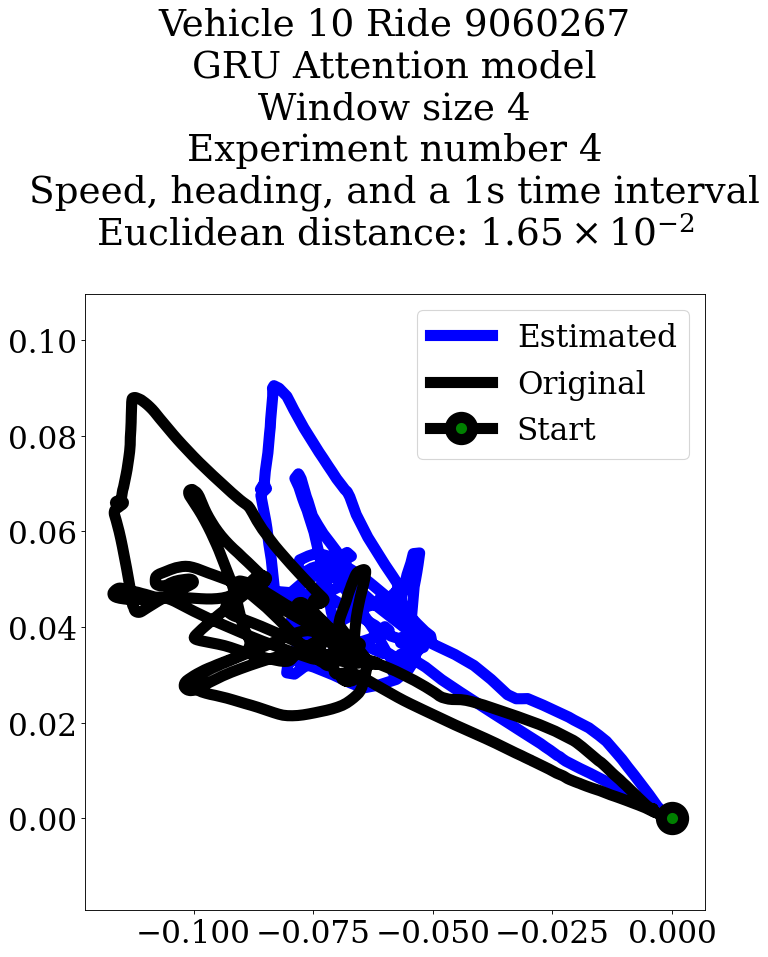 Vehicle 10 Ride 9060267
GRU Attention model
Window size 4
Experiment number 4
Speed, heading, and a 1s time interval
Euclidean distance: 1.65 × 10⁻²
Estimated
Original
Start
0.10
0.08
0.06
0.04
0.02
0.00
−0.100 −0.075 −0.050 −0.025 0.000